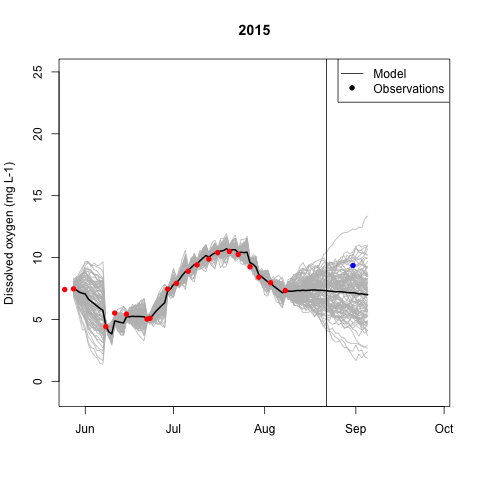 2015
Dissolved oxygen (mg L-1)
25
20
15
10
5
0
Model
Observations
Jun
Jul
Aug
Sep
Oct